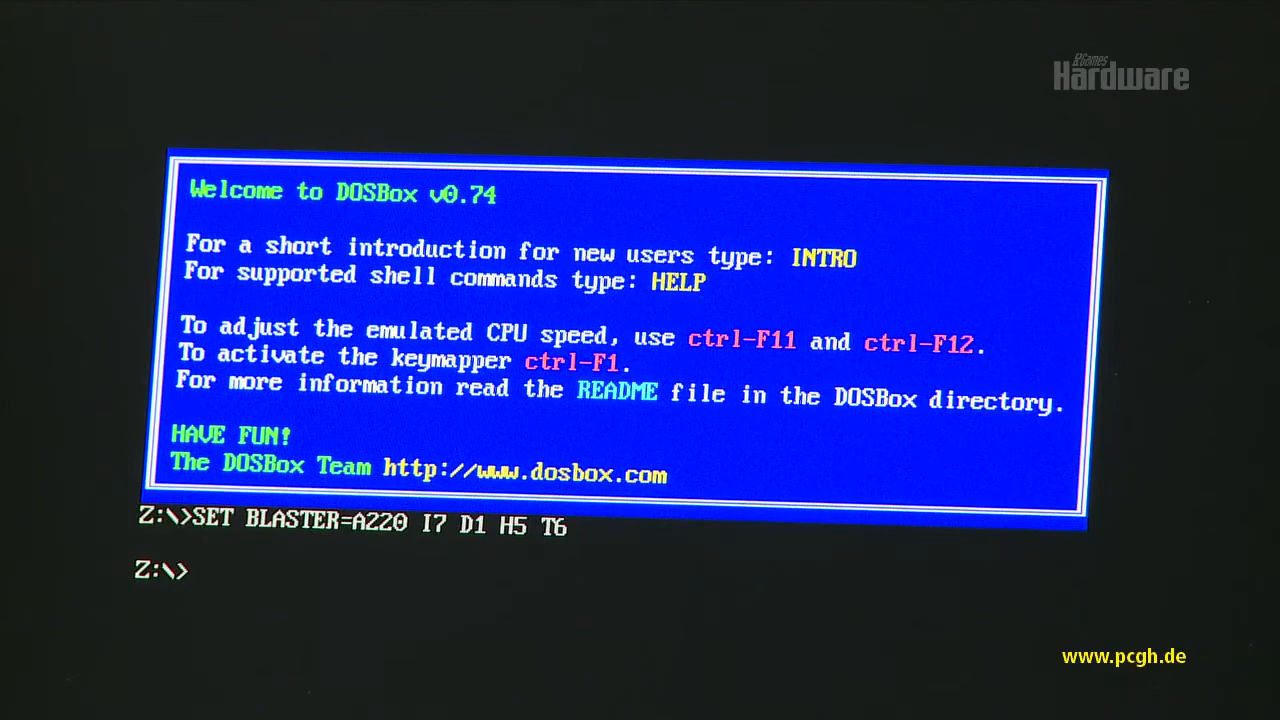 PC Games
Hardware
Welcome to DOSBox v0.74
For a short introduction for new users type: INTRO
For supported shell commands type: HELP
To adjust the emulated CPU speed, use ctrl-F11 and ctrl-F12.
To activate the keymapper ctrl-F1.
For more information read the README file in the DOSBox directory.
HAVE FUN!
The DOSBox Team http://www.dosbox.com
Z:\>SET BLASTER=A220 I7 D1 H5 T6
Z:\>
www.pcgh.de